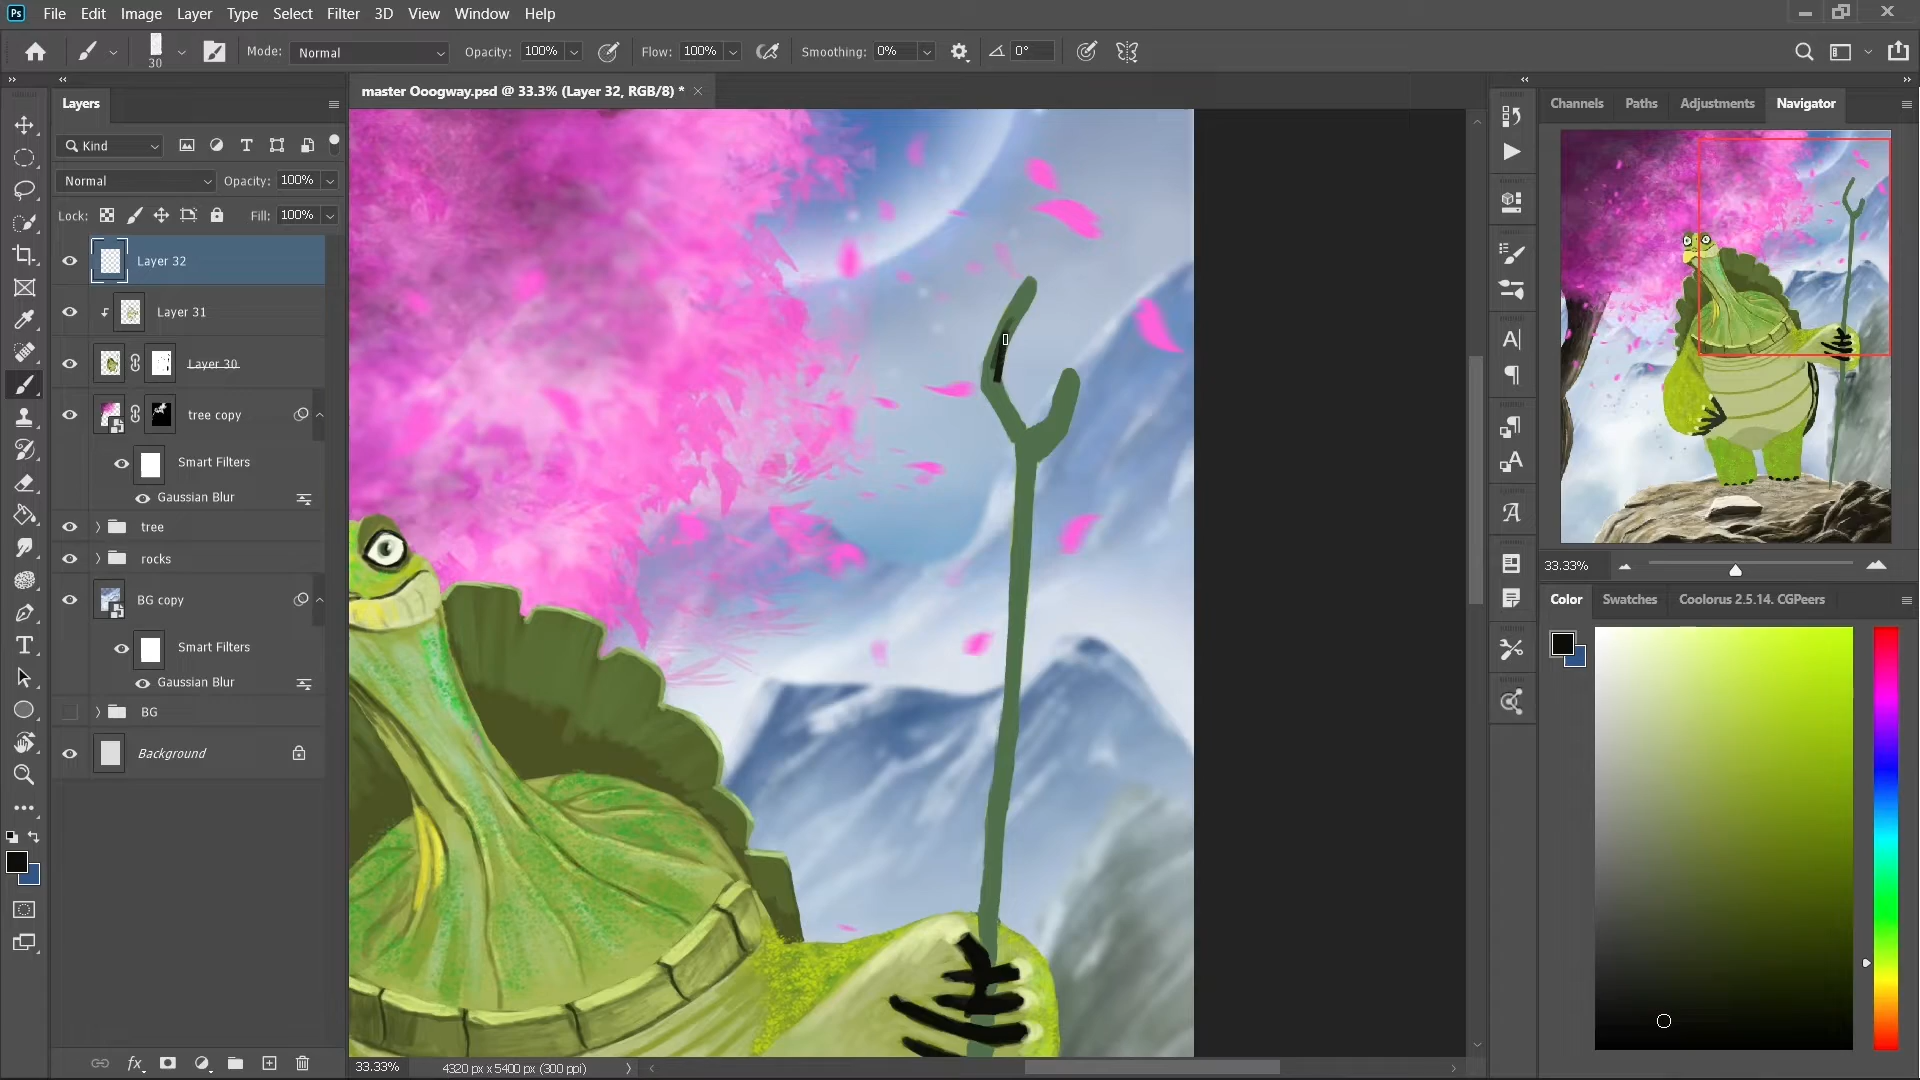 Ps File Edit Image Layer Type Select Filter 3D View Window Help
30 Mode: Normal Opacity: 100% Flow: 100% Smoothing: 0% 0°
Layers
master Ooogway.psd @ 33.3% (Layer 32, RGB/8) *
Channels Paths Adjustments Navigator
Kind
Normal Opacity: 100%
Lock: Fill: 100%
Layer 32
Layer 31
Layer 30
tree copy
Smart Filters
Gaussian Blur
tree
rocks
BG copy
Smart Filters
Gaussian Blur
BG
Background
33.33%
Color Swatches Coolorus 2.5.14. CGPeers
33.33% 4320 px x 5400 px (300 ppi)